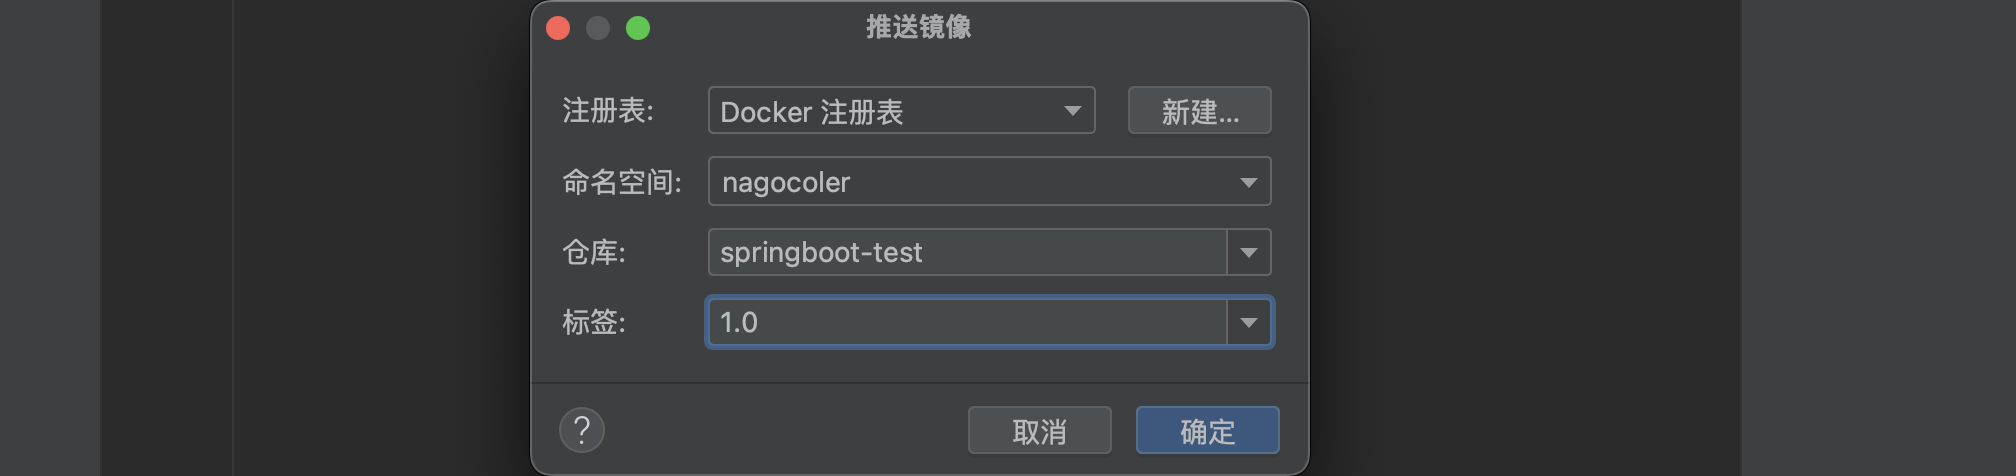 推送镜像
注册表: Docker 注册表 新建...
命名空间: nagocoler
仓库: springboot-test
标签: 1.0
? 取消 确定